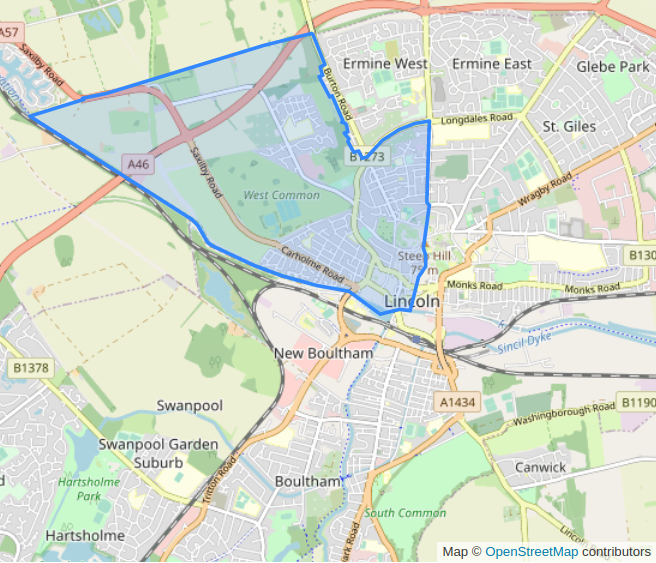 A57
Saxilby Road
Ermine West
Ermine East
Glebe Park
Burton Road
Longdales Road
St. Giles
A46
Saxilby Road
B1273
Wragby Road
West Common
Carholme Road
Steep Hill
75 m
B130
Lincoln
Monks Road
Monks Road
Sincil Dyke
New Boultham
B1378
Swanpool
A1434
B1190
Washingborough Road
Swanpool Garden
Suburb
Tritton Road
Canwick
Hartsholme
Park
Boultham
South Common
Hartsholme
ark Road
Lincol
Map © OpenStreetMap contributors